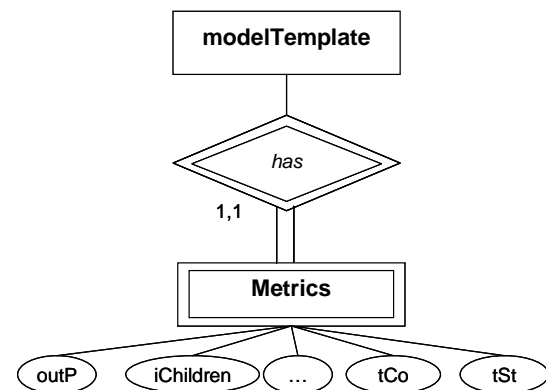 modelTemplate
has
1,1
Metrics
outP iChildren ... tCo tSt